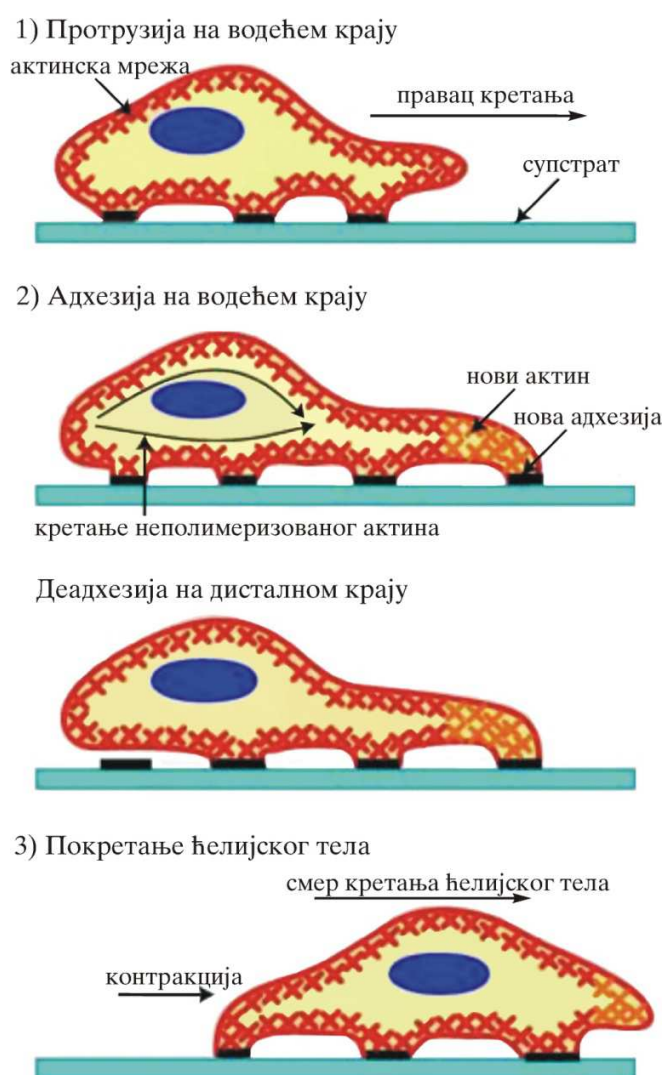 1) Протрузија на водећем крају
актинска мрежа
правац кретања
супстрат
2) Адхезија на водећем крају
нови актин
нова адхезија
кретање неполимеризованог актина
Деадхезија на дисталном крају
3) Покретање ћелијског тела
смер кретања ћелијског тела
контракција